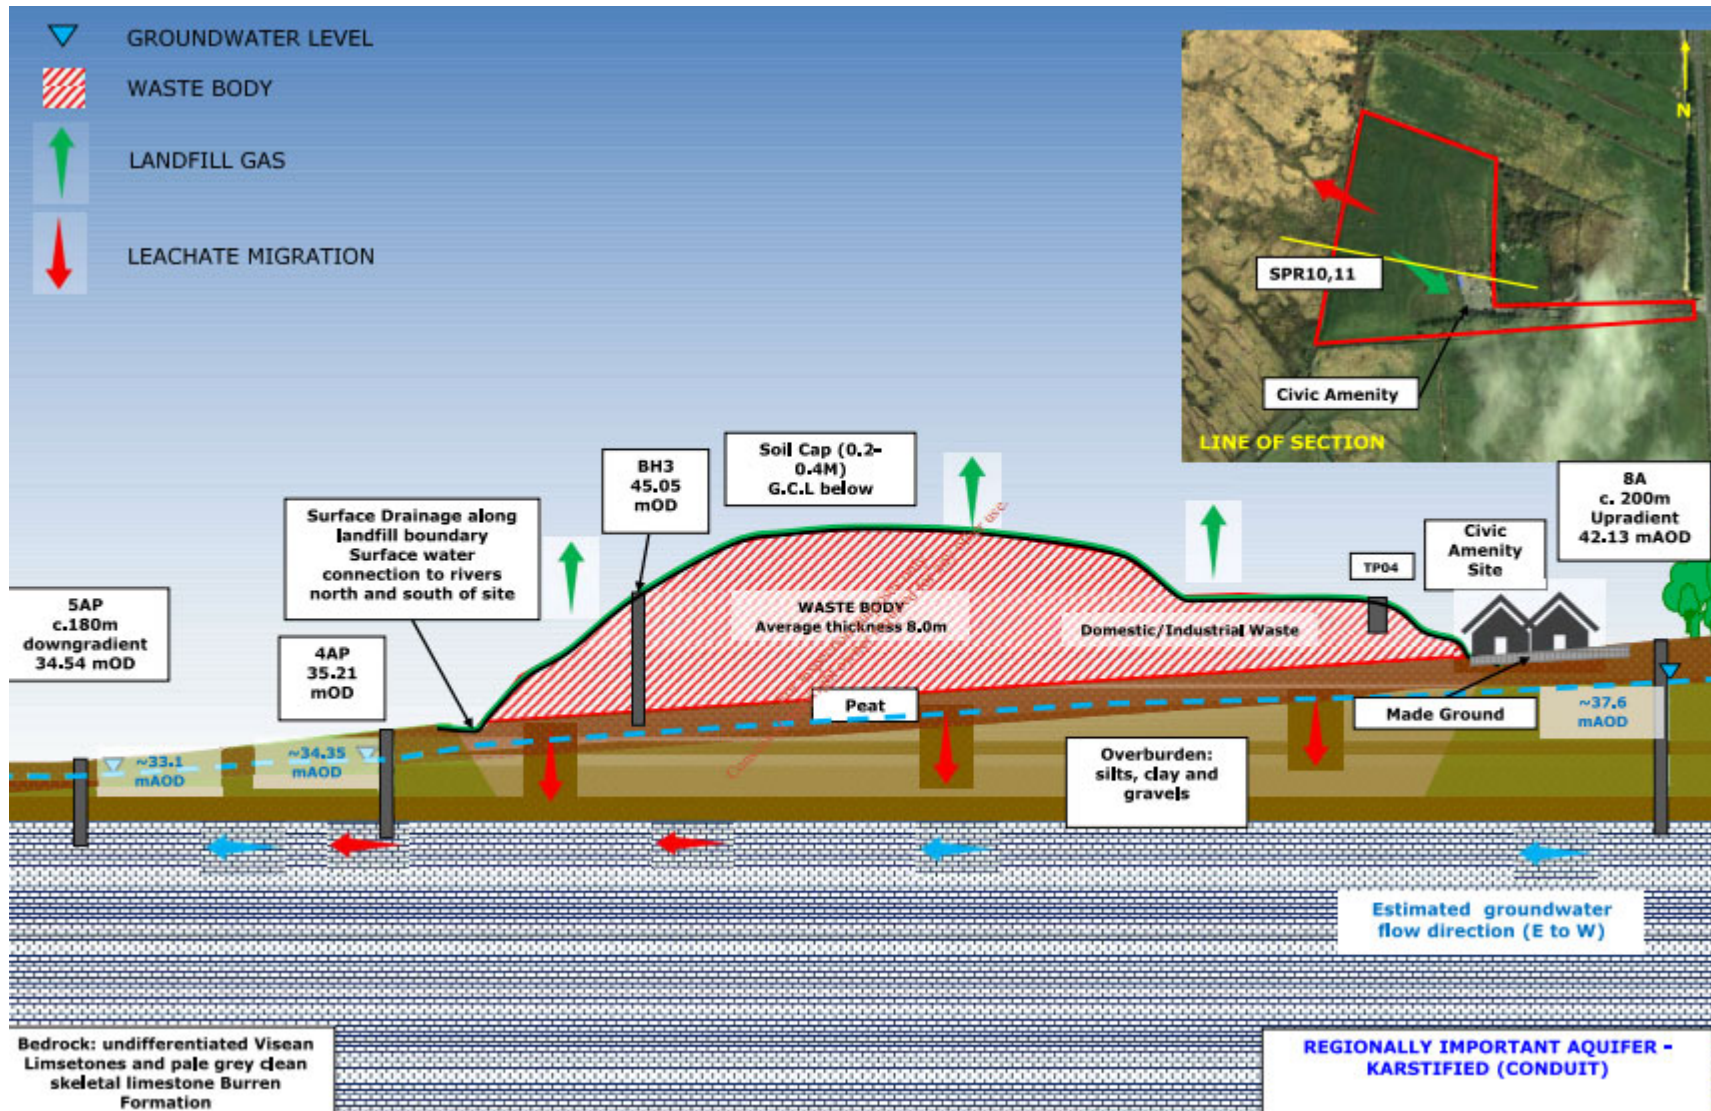 GROUNDWATER LEVEL
WASTE BODY
LANDFILL GAS
LEACHATE MIGRATION
N
SPR10,11
Civic Amenity
LINE OF SECTION
5AP
c.180m
downgradient
34.54 mOD
4AP
35.21
mOD
Surface Drainage along
landfill boundary
Surface water
connection to rivers
north and south of site
BH3
45.05
mOD
Soil Cap (0.2-
0.4M)
G.C.L below
WASTE BODY
Average thickness 8.0m
Domestic/Industrial Waste
TP04
Civic
Amenity
Site
8A
c. 200m
Upradient
42.13 mAOD
Peat
Made Ground
~37.6
mAOD
~33.1
mAOD
~34.35
mAOD
Overburden:
silts, clay and
gravels
Estimated groundwater
flow direction (E to W)
Bedrock: undifferentiated Visean
Limsetones and pale grey clean
skeletal limestone Burren
Formation
REGIONALLY IMPORTANT AQUIFER –
KARSTIFIED (CONDUIT)